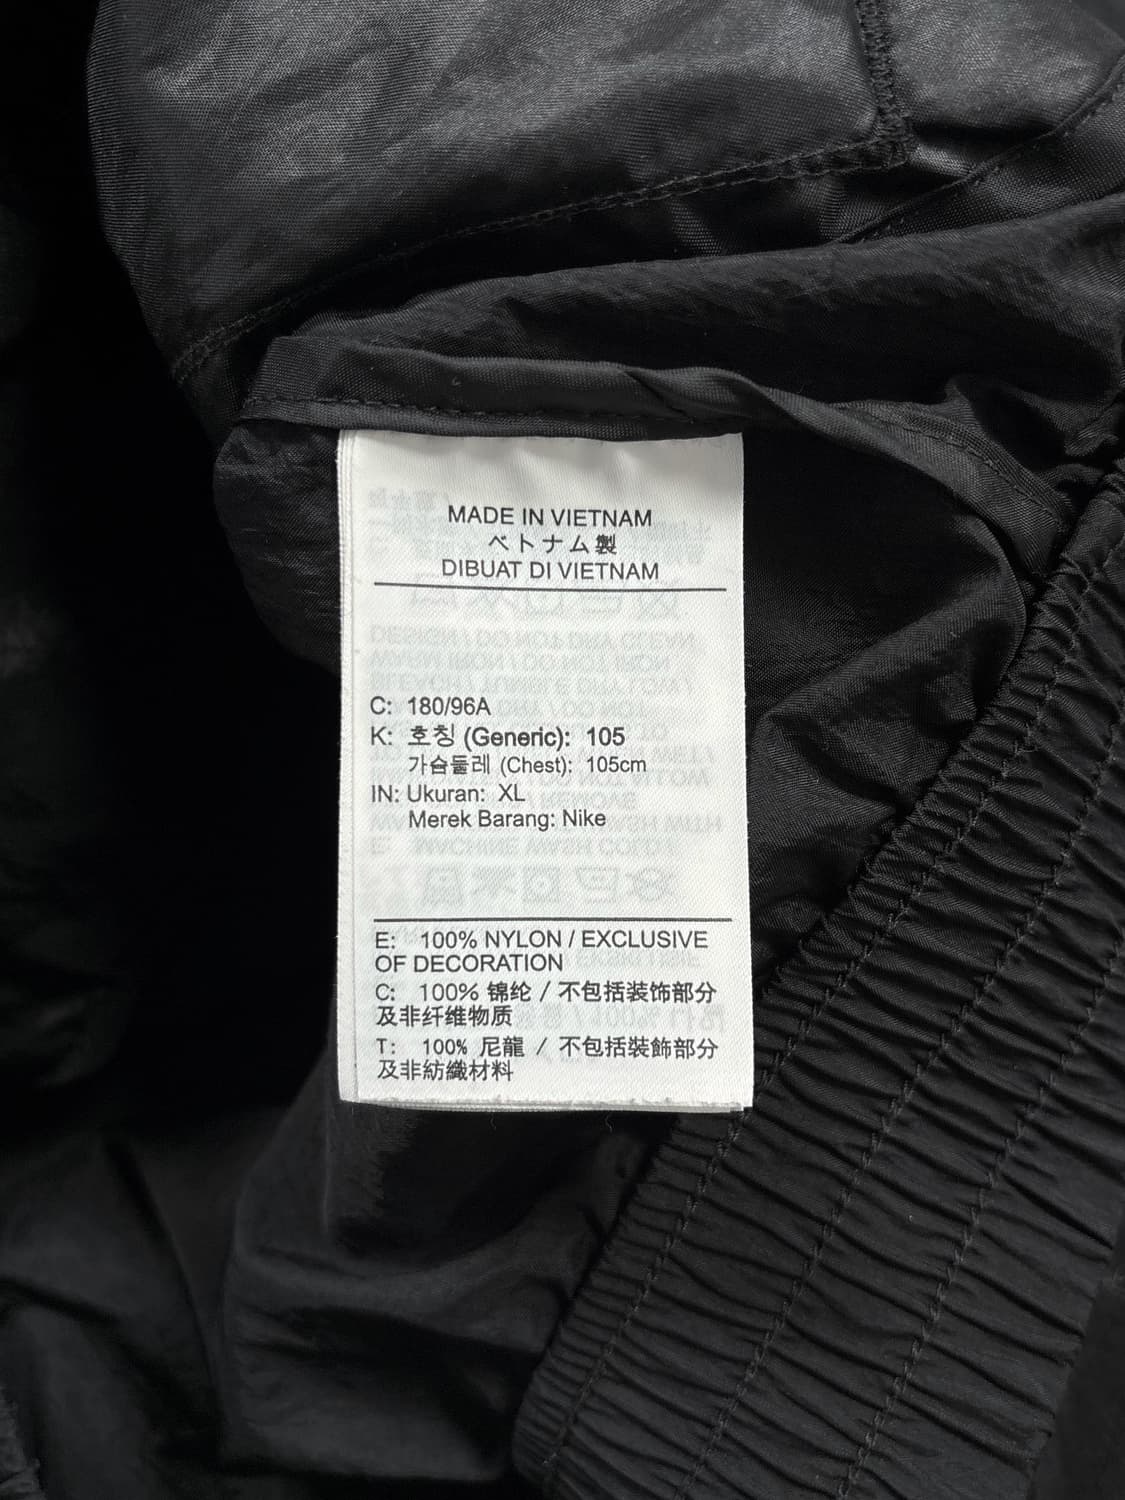 MADE IN VIETNAM
ベトナム製
DIBUAT DI VIETNAM
C: 180/96A
K: 호칭 (Generic): 105
가슴둘레 (Chest): 105cm
IN: Ukuran: XL
Merek Barang: Nike
E: 100% NYLON / EXCLUSIVE
OF DECORATION
C: 100% 锦纶 / 不包括装饰部分
及非纤维物质
T: 100% 尼龍 / 不包括裝飾部分
及非紡織材料